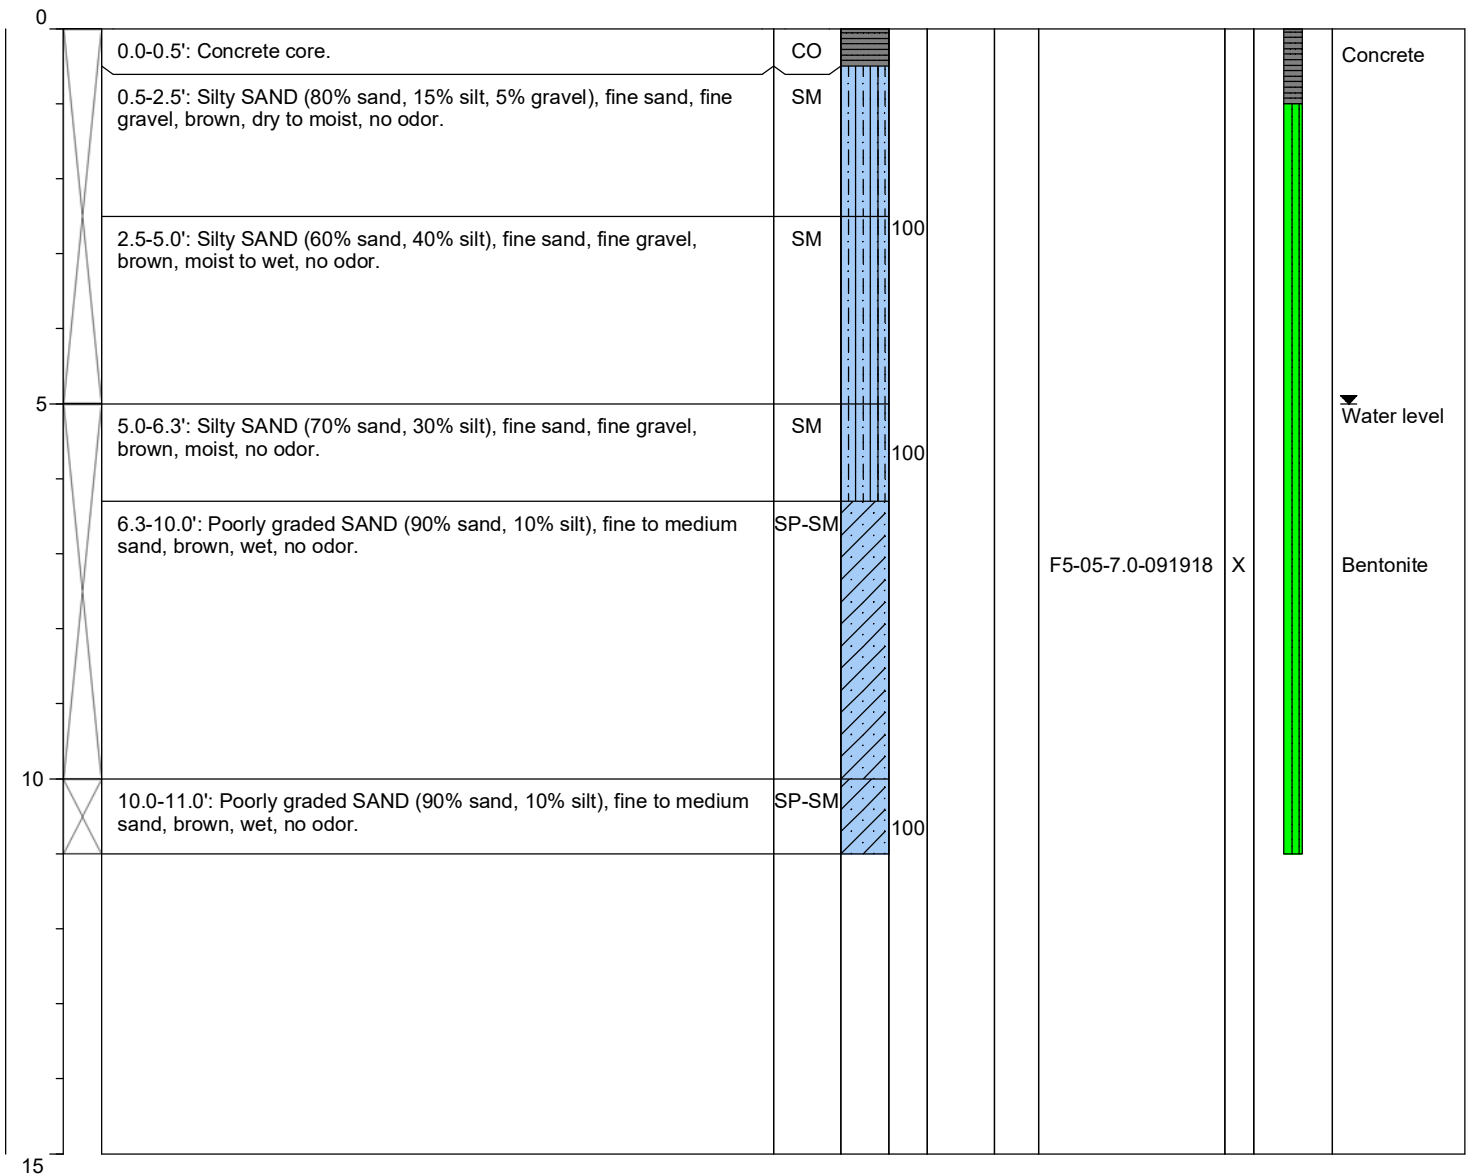 0
0.0-0.5': Concrete core.
CO
Concrete
0.5-2.5': Silty SAND (80% sand, 15% silt, 5% gravel), fine sand, fine
gravel, brown, dry to moist, no odor.
SM
2.5-5.0': Silty SAND (60% sand, 40% silt), fine sand, fine gravel,
brown, moist to wet, no odor.
SM
100
5
Water level
5.0-6.3': Silty SAND (70% sand, 30% silt), fine sand, fine gravel,
brown, moist, no odor.
SM
100
6.3-10.0': Poorly graded SAND (90% sand, 10% silt), fine to medium
sand, brown, wet, no odor.
SP-SM
F5-05-7.0-091918
X
Bentonite
10
10.0-11.0': Poorly graded SAND (90% sand, 10% silt), fine to medium
sand, brown, wet, no odor.
SP-SM
100
15